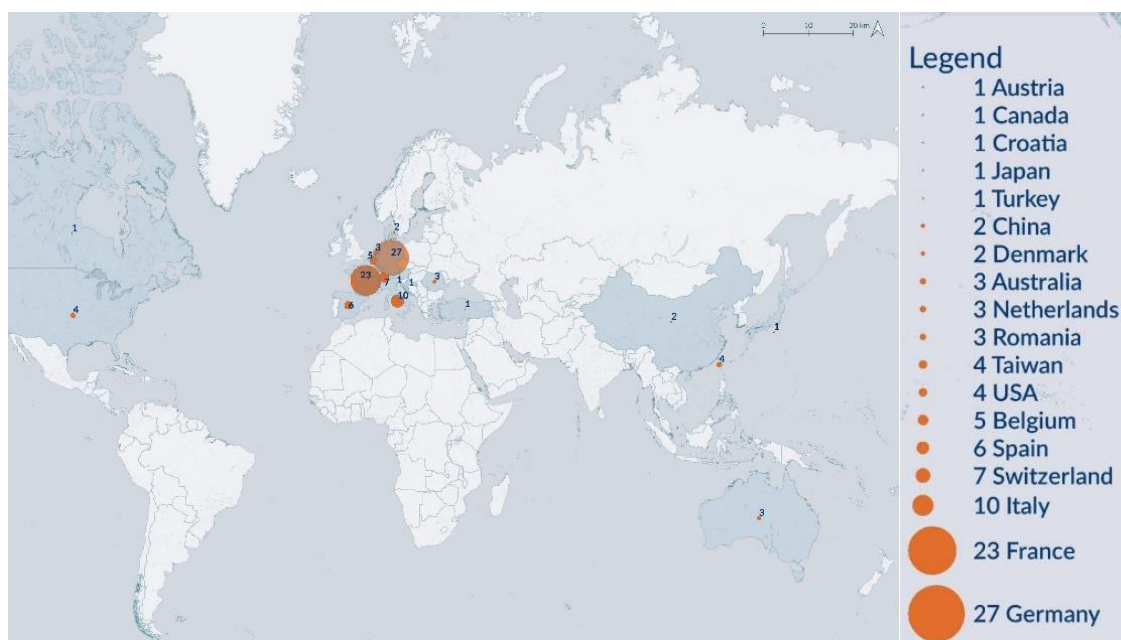 0 10 20 km
2
3
5
27
1
23
7
1
1
3
4
6
10
1
2
1
4
3
Legend
1 Austria
1 Canada
1 Croatia
1 Japan
1 Turkey
2 China
2 Denmark
3 Australia
3 Netherlands
3 Romania
4 Taiwan
4 USA
5 Belgium
6 Spain
7 Switzerland
10 Italy
23 France
27 Germany